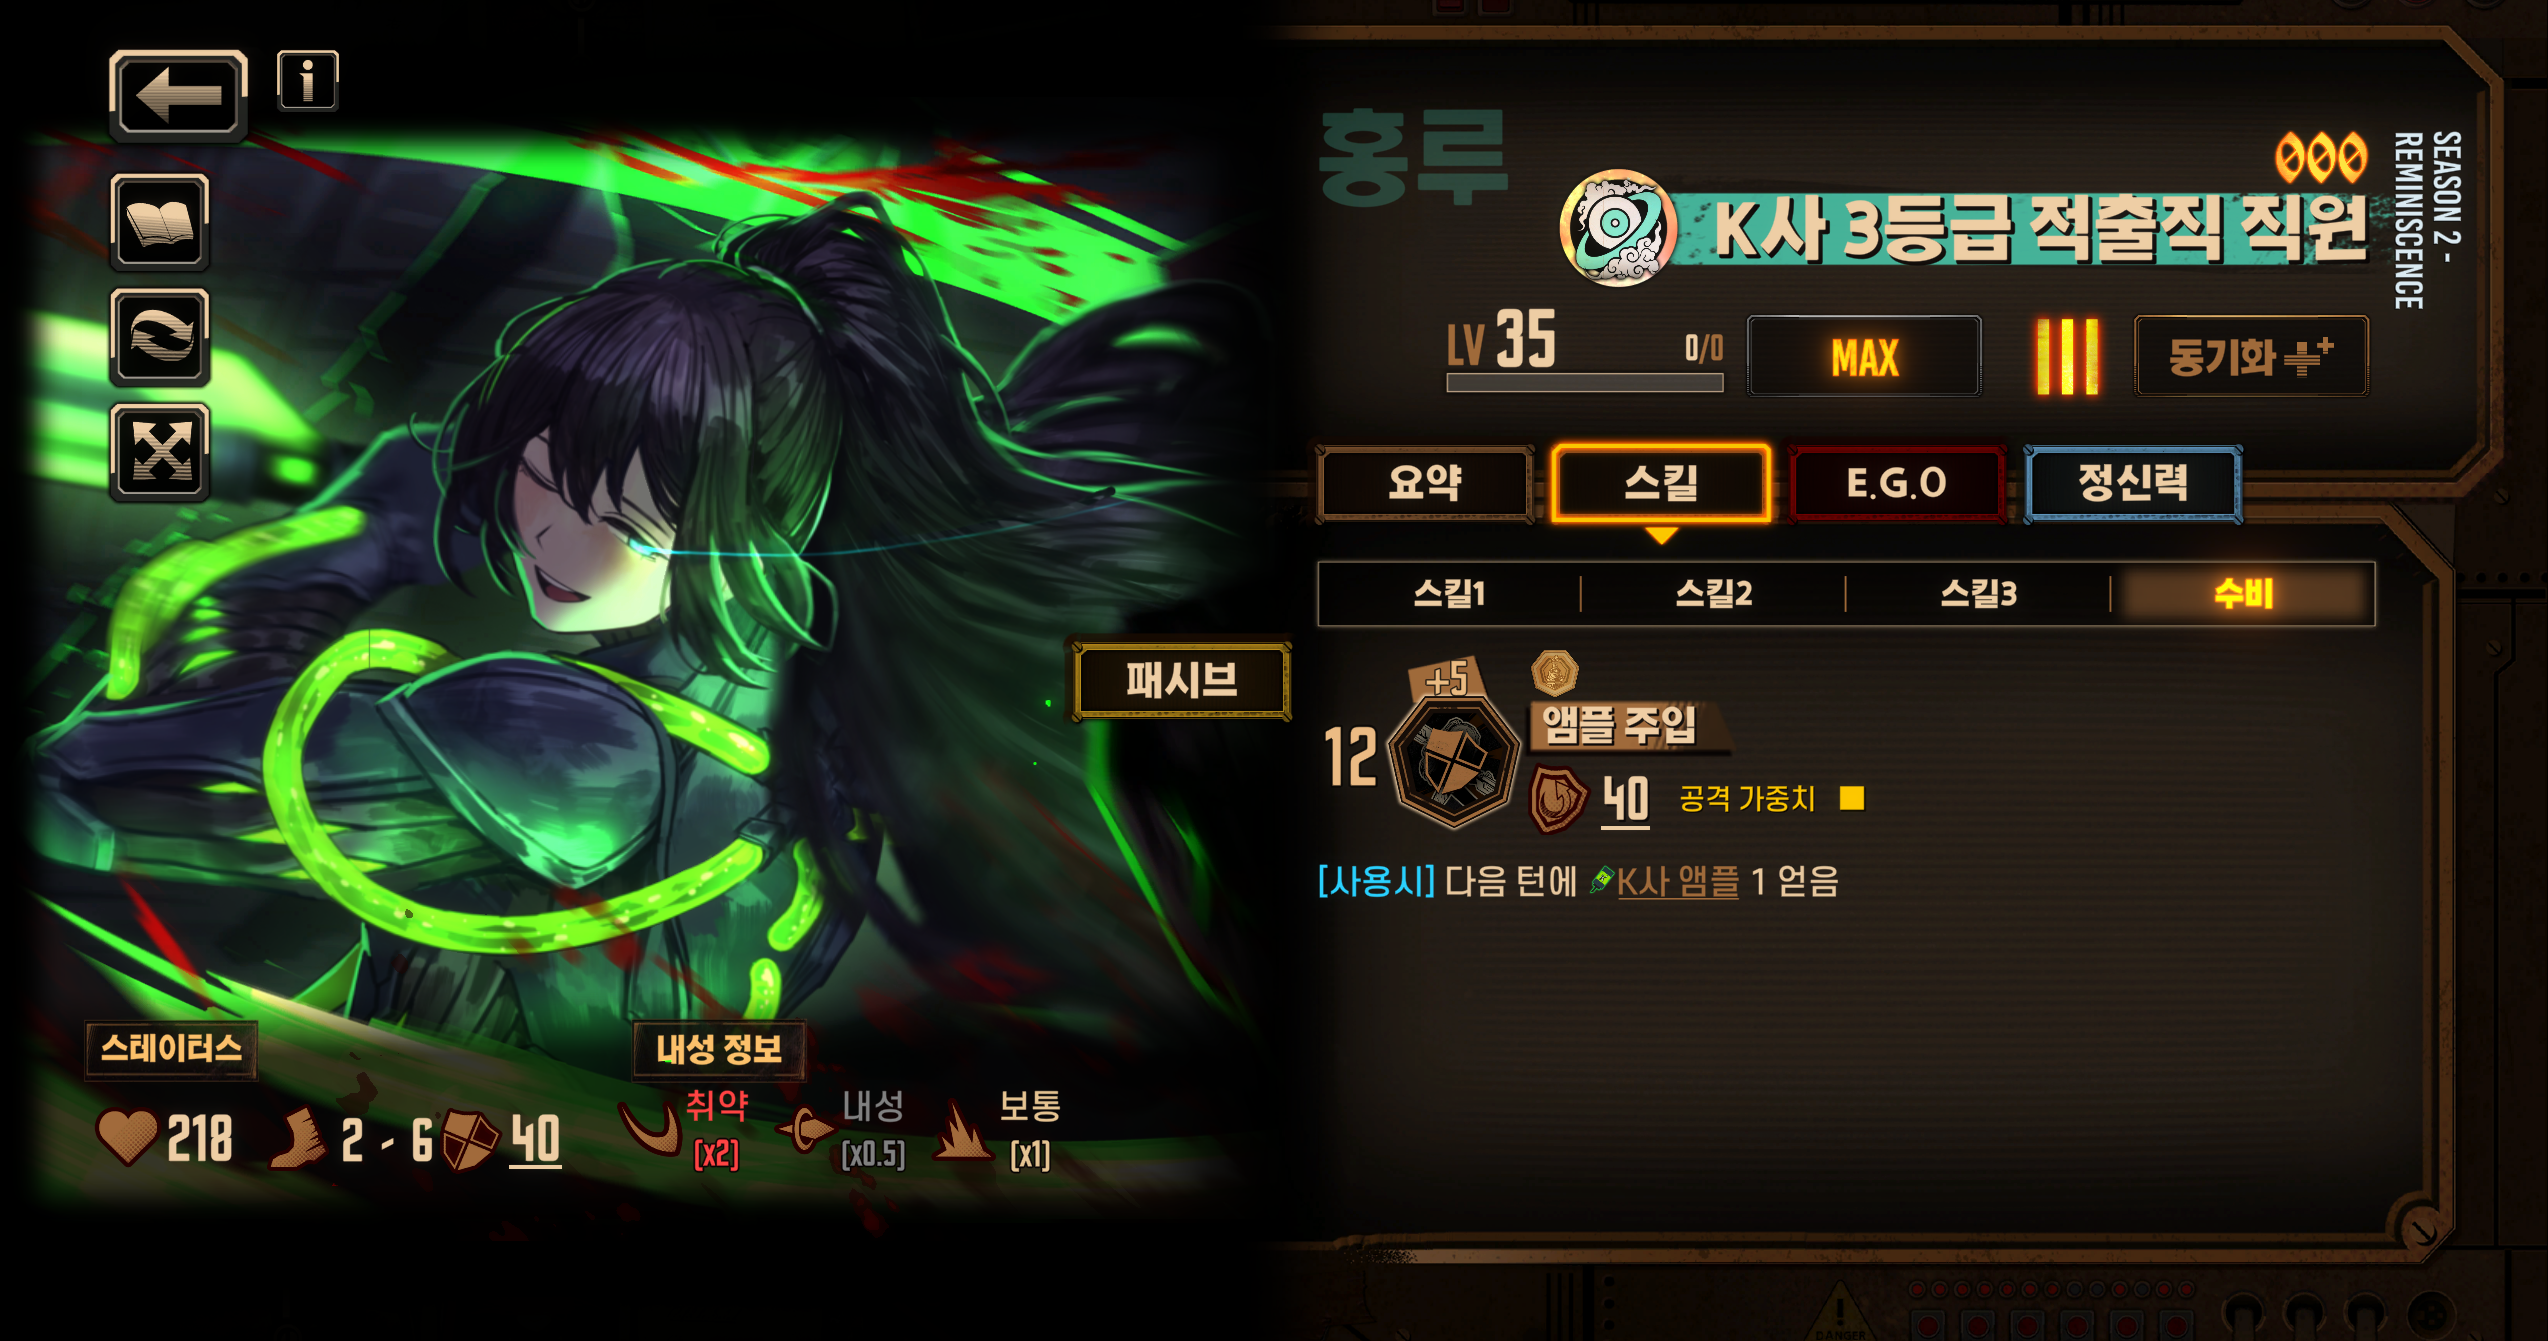 홍루
000
K사 3등급 적출직 직원
SEASON 2 -
REMINISCENCE
LV 35
0/0
MAX
동기화
요약
스킬
E.G.O
정신력
스킬1
스킬2
스킬3
수비
패시브
+5
12
앰플 주입
40
공격 가중치
[사용시] 다음 턴에 K사 앰플 1 얻음
스테이터스
218
2 - 6
40
내성 정보
취약
[x2]
내성
[x0.5]
보통
[x1]
DANGER